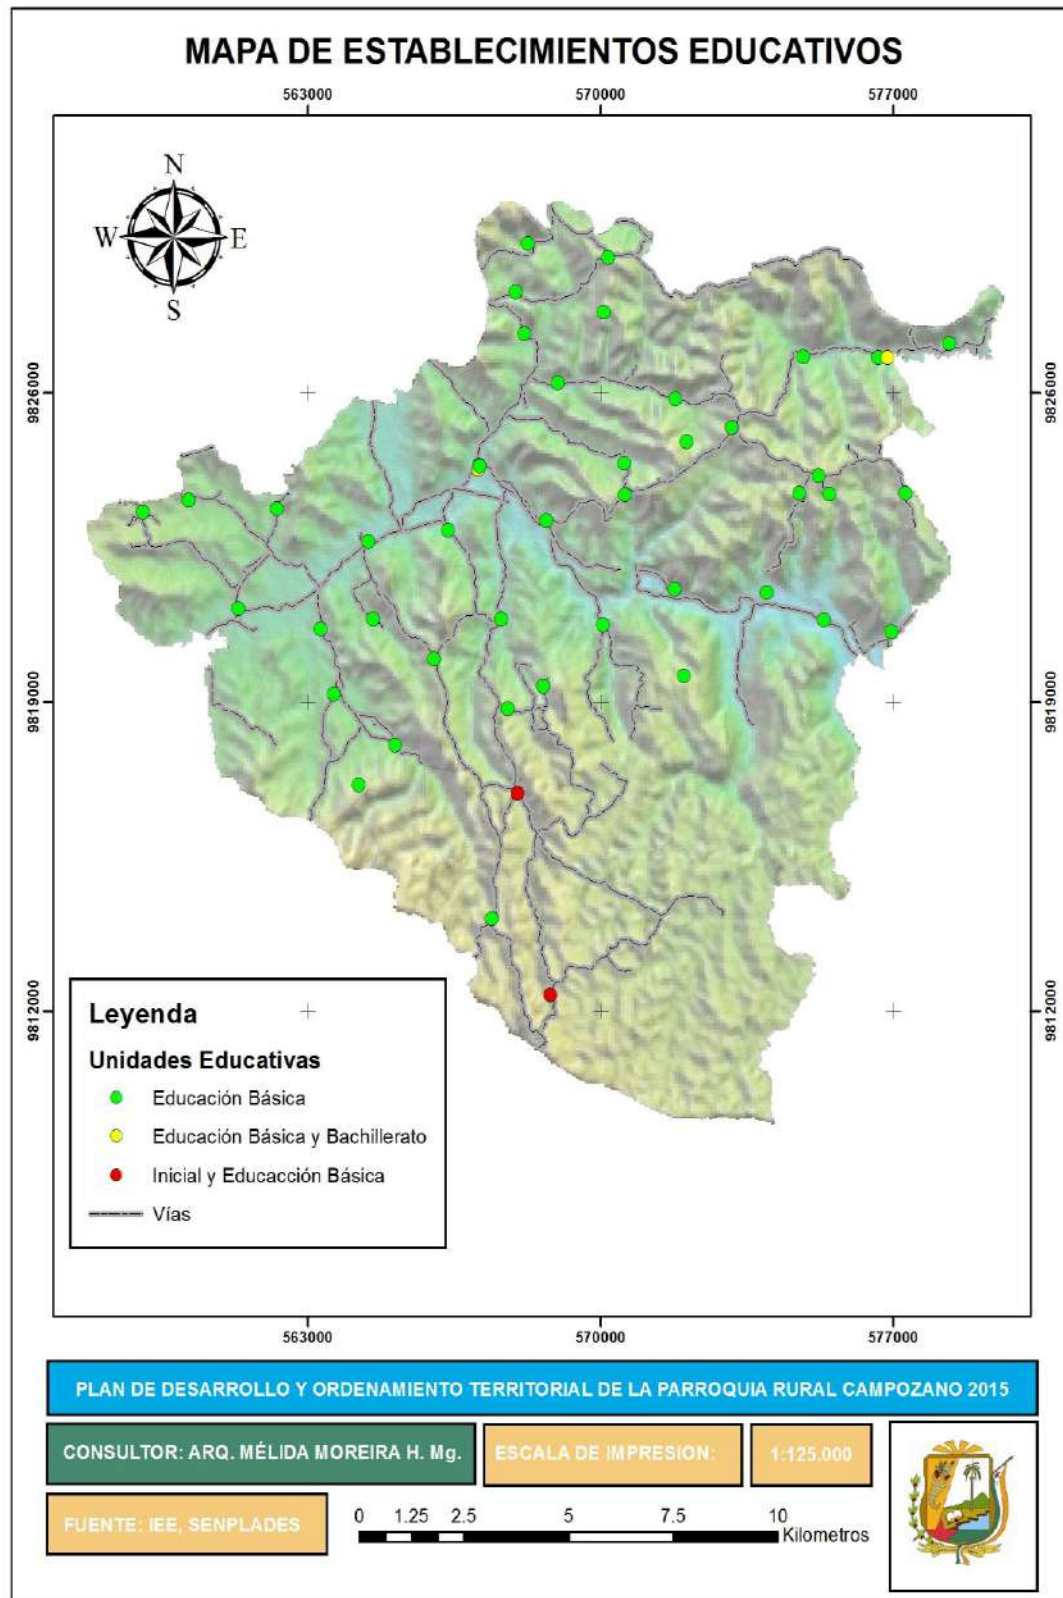 MAPA DE ESTABLECIMIENTOS EDUCATIVOS
563000 570000 577000
N
W E
S
9826000 9826000
9819000 9819000
9812000 9812000
Leyenda
Unidades Educativas
Educación Básica
Educación Básica y Bachillerato
Inicial y Educacción Básica
Vías
563000 570000 577000
PLAN DE DESARROLLO Y ORDENAMIENTO TERRITORIAL DE LA PARROQUIA RURAL CAMPOZANO 2015
CONSULTOR: ARQ. MÉLIDA MOREIRA H. Mg.
ESCALA DE IMPRESION: 1:125.000
FUENTE: IEE, SENPLADES
0 1.25 2.5 5 7.5 10
Kilometros